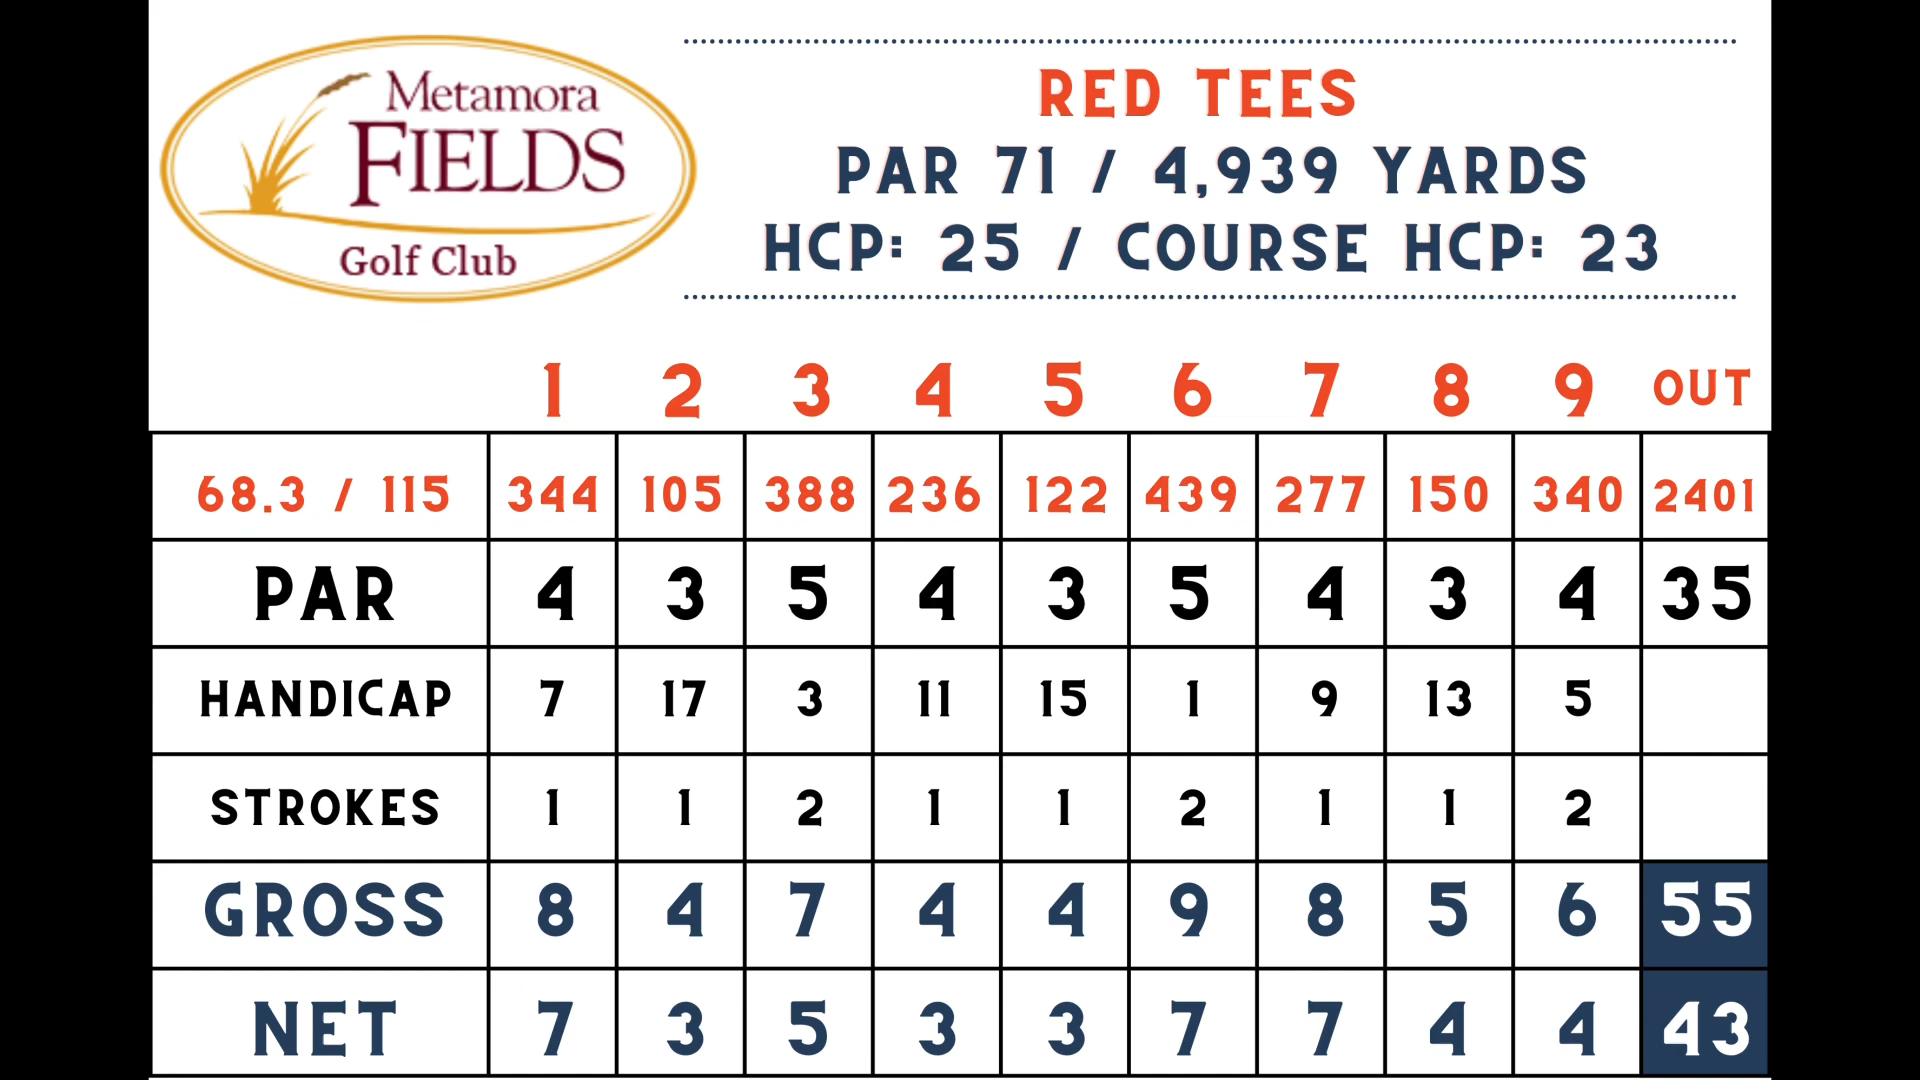 Metamora
FIELDS
Golf Club
RED TEES
PAR 71 / 4,939 YARDS
HCP: 25 / COURSE HCP: 23
1 2 3 4 5 6 7 8 9 OUT
68.3 / 115 344 105 388 236 122 439 277 150 340 2401
PAR 4 3 5 4 3 5 4 3 4 35
HANDICAP 7 17 3 11 15 1 9 13 5
STROKES 1 1 2 1 1 2 1 1 2
GROSS 8 4 7 4 4 9 8 5 6 55
NET 7 3 5 3 3 7 7 4 4 43